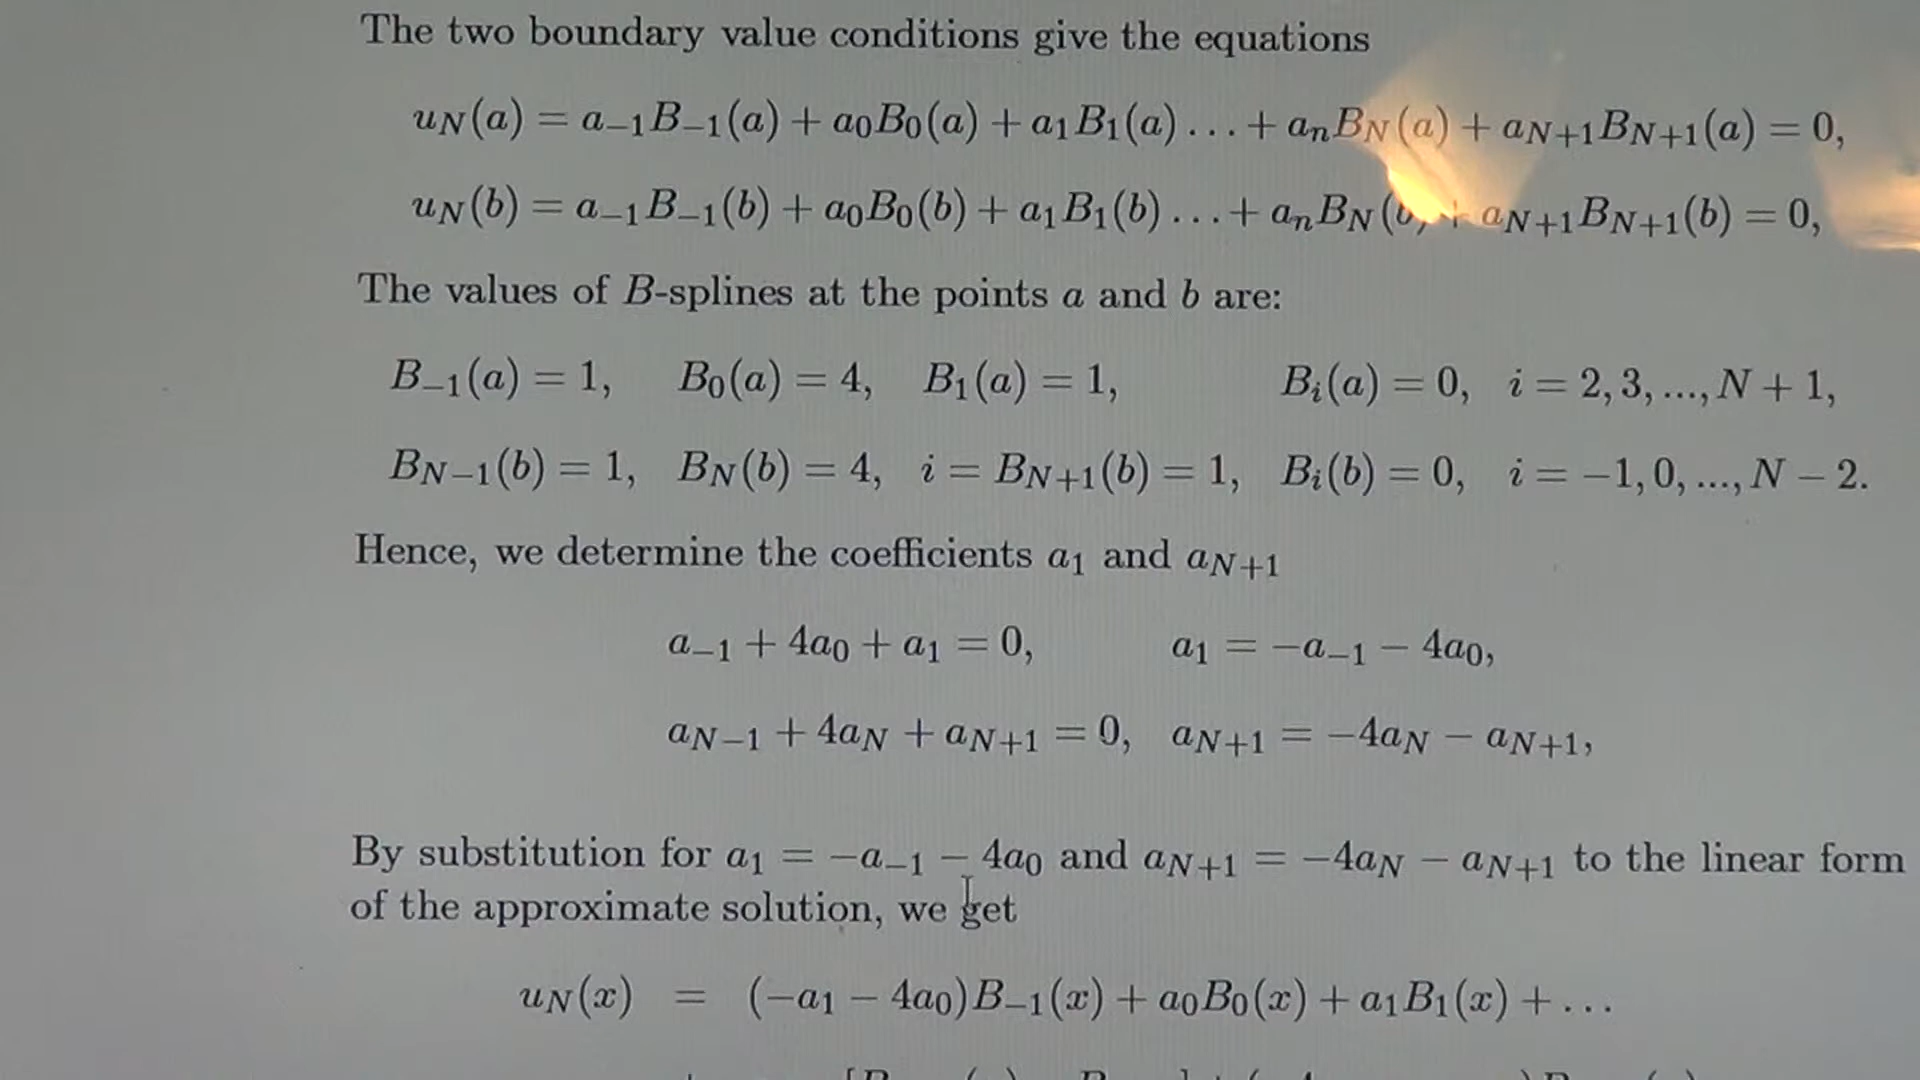 The two boundary value conditions give the equations
u_N(a) = a_{-1}B_{-1}(a) + a_0B_0(a) + a_1B_1(a) ... + a_nB_N(a) + a_{N+1}B_{N+1}(a) = 0,
u_N(b) = a_{-1}B_{-1}(b) + a_0B_0(b) + a_1B_1(b) ... + a_nB_N(b) + a_{N+1}B_{N+1}(b) = 0,
The values of B-splines at the points a and b are:
B_{-1}(a) = 1, B_0(a) = 4, B_1(a) = 1, B_i(a) = 0, i = 2, 3, ..., N + 1,
B_{N-1}(b) = 1, B_N(b) = 4, i = B_{N+1}(b) = 1, B_i(b) = 0, i = -1, 0, ..., N - 2.
Hence, we determine the coefficients a_1 and a_{N+1}
a_{-1} + 4a_0 + a_1 = 0, a_1 = -a_{-1} - 4a_0,
a_{N-1} + 4a_N + a_{N+1} = 0, a_{N+1} = -4a_N - a_{N+1},
By substitution for a_1 = -a_{-1} - 4a_0 and a_{N+1} = -4a_N - a_{N+1} to the linear form
of the approximate solution, we get
u_N(x) = (-a_1 - 4a_0)B_{-1}(x) + a_0B_0(x) + a_1B_1(x) + ...